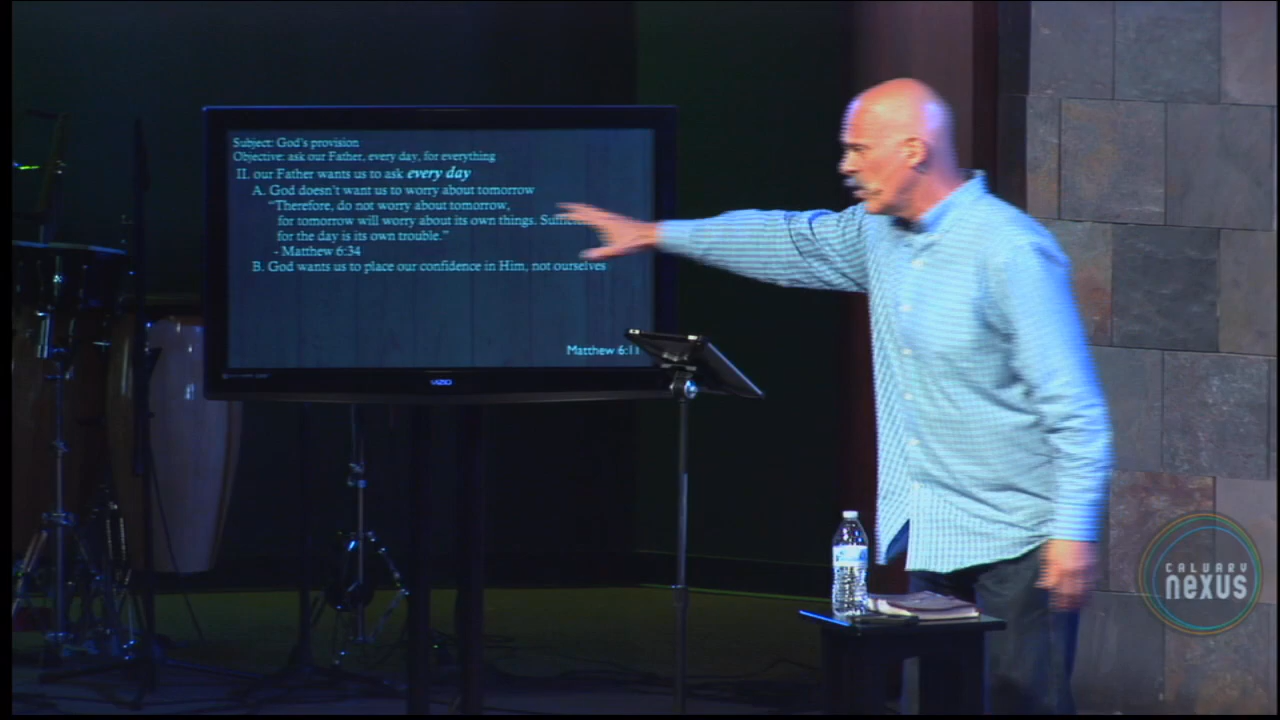 Subject: God's provision
Objective: ask our Father, every day, for everything
II. our Father wants us to ask every day
A. God doesn't want us to worry about tomorrow
"Therefore, do not worry about tomorrow,
for tomorrow will worry about its own things.
for the day is its own trouble."
- Matthew 6:34
B. God wants us to place our confidence in Him, not ourselves
Matthew 6:11
VIZIO
CALVARY
nexus